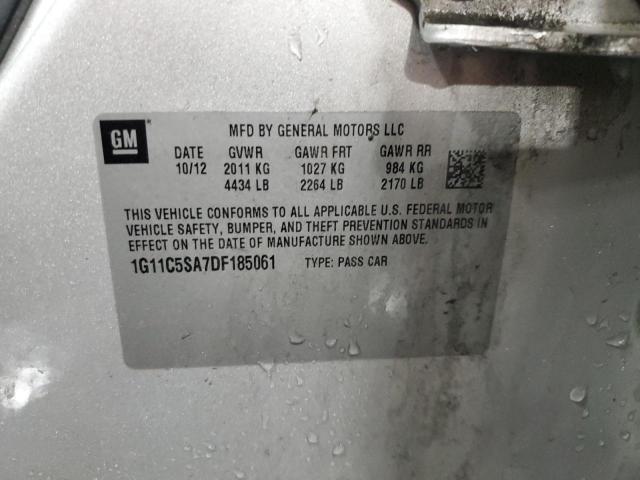 GM
MFD BY GENERAL MOTORS LLC
DATE GVWR GAWR FRT GAWR RR
10/12 2011 KG 1027 KG 984 KG
4434 LB 2264 LB 2170 LB
THIS VEHICLE CONFORMS TO ALL APPLICABLE U.S. FEDERAL MOTOR
VEHICLE SAFETY, BUMPER, AND THEFT PREVENTION STANDARDS IN
EFFECT ON THE DATE OF MANUFACTURE SHOWN ABOVE.
1G11C5SA7DF185061 TYPE: PASS CAR